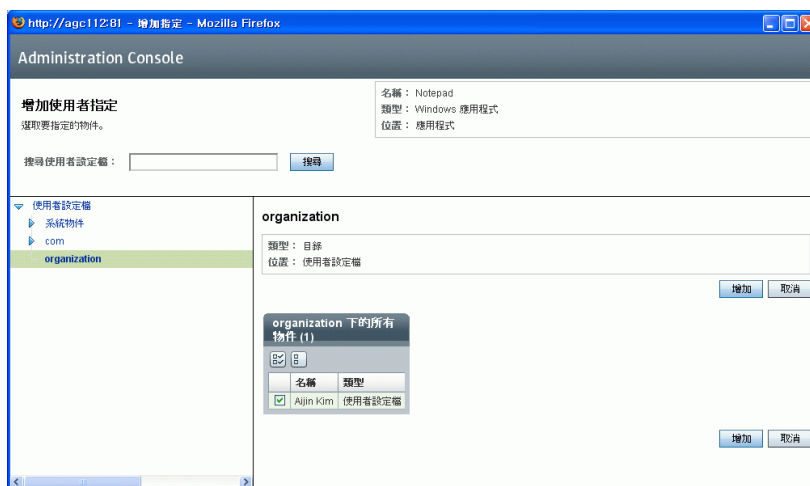 http://agc112:81 - 增加指定 - Mozilla Firefox
Administration Console
增加使用者指定
選取要指定的物件。
名稱： Notepad
類型： Windows 應用程式
位置： 應用程式
搜尋使用者設定檔：
搜尋
使用者設定檔
系統物件
com
organization
organization
類型： 目錄
位置： 使用者設定檔
增加 取消
organization 下的所有
物件 (1)
名稱 類型
Aijin Kim 使用者設定檔
增加 取消